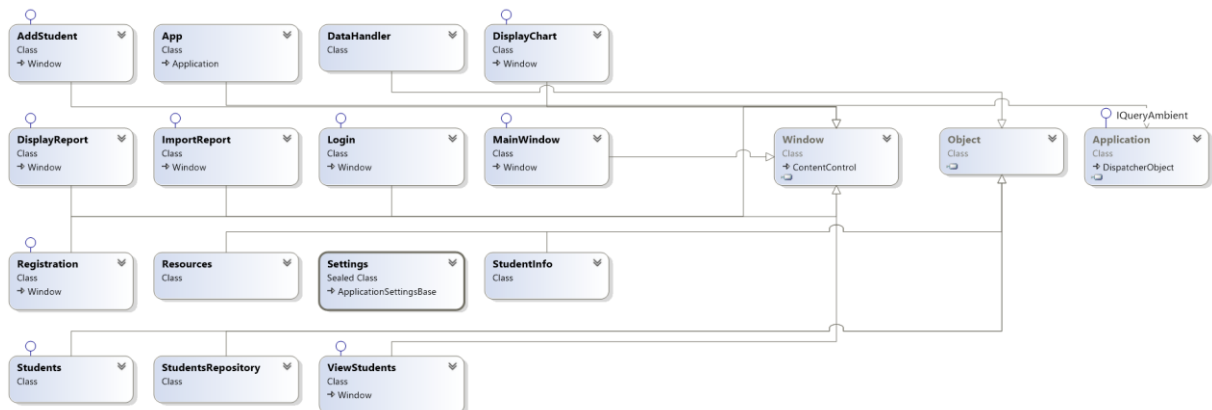 AddStudent
Class
Window
App
Class
Application
DataHandler
Class
DisplayChart
Class
Window
DisplayReport
Class
Window
ImportReport
Class
Window
Login
Class
Window
MainWindow
Class
Window
Window
Class
ContentControl
Object
Class
IQueryAmbient
Application
Class
DispatcherObject
Registration
Class
Window
Resources
Class
Settings
Sealed Class
ApplicationSettingsBase
StudentInfo
Class
Students
Class
StudentsRepository
Class
ViewStudents
Class
Window